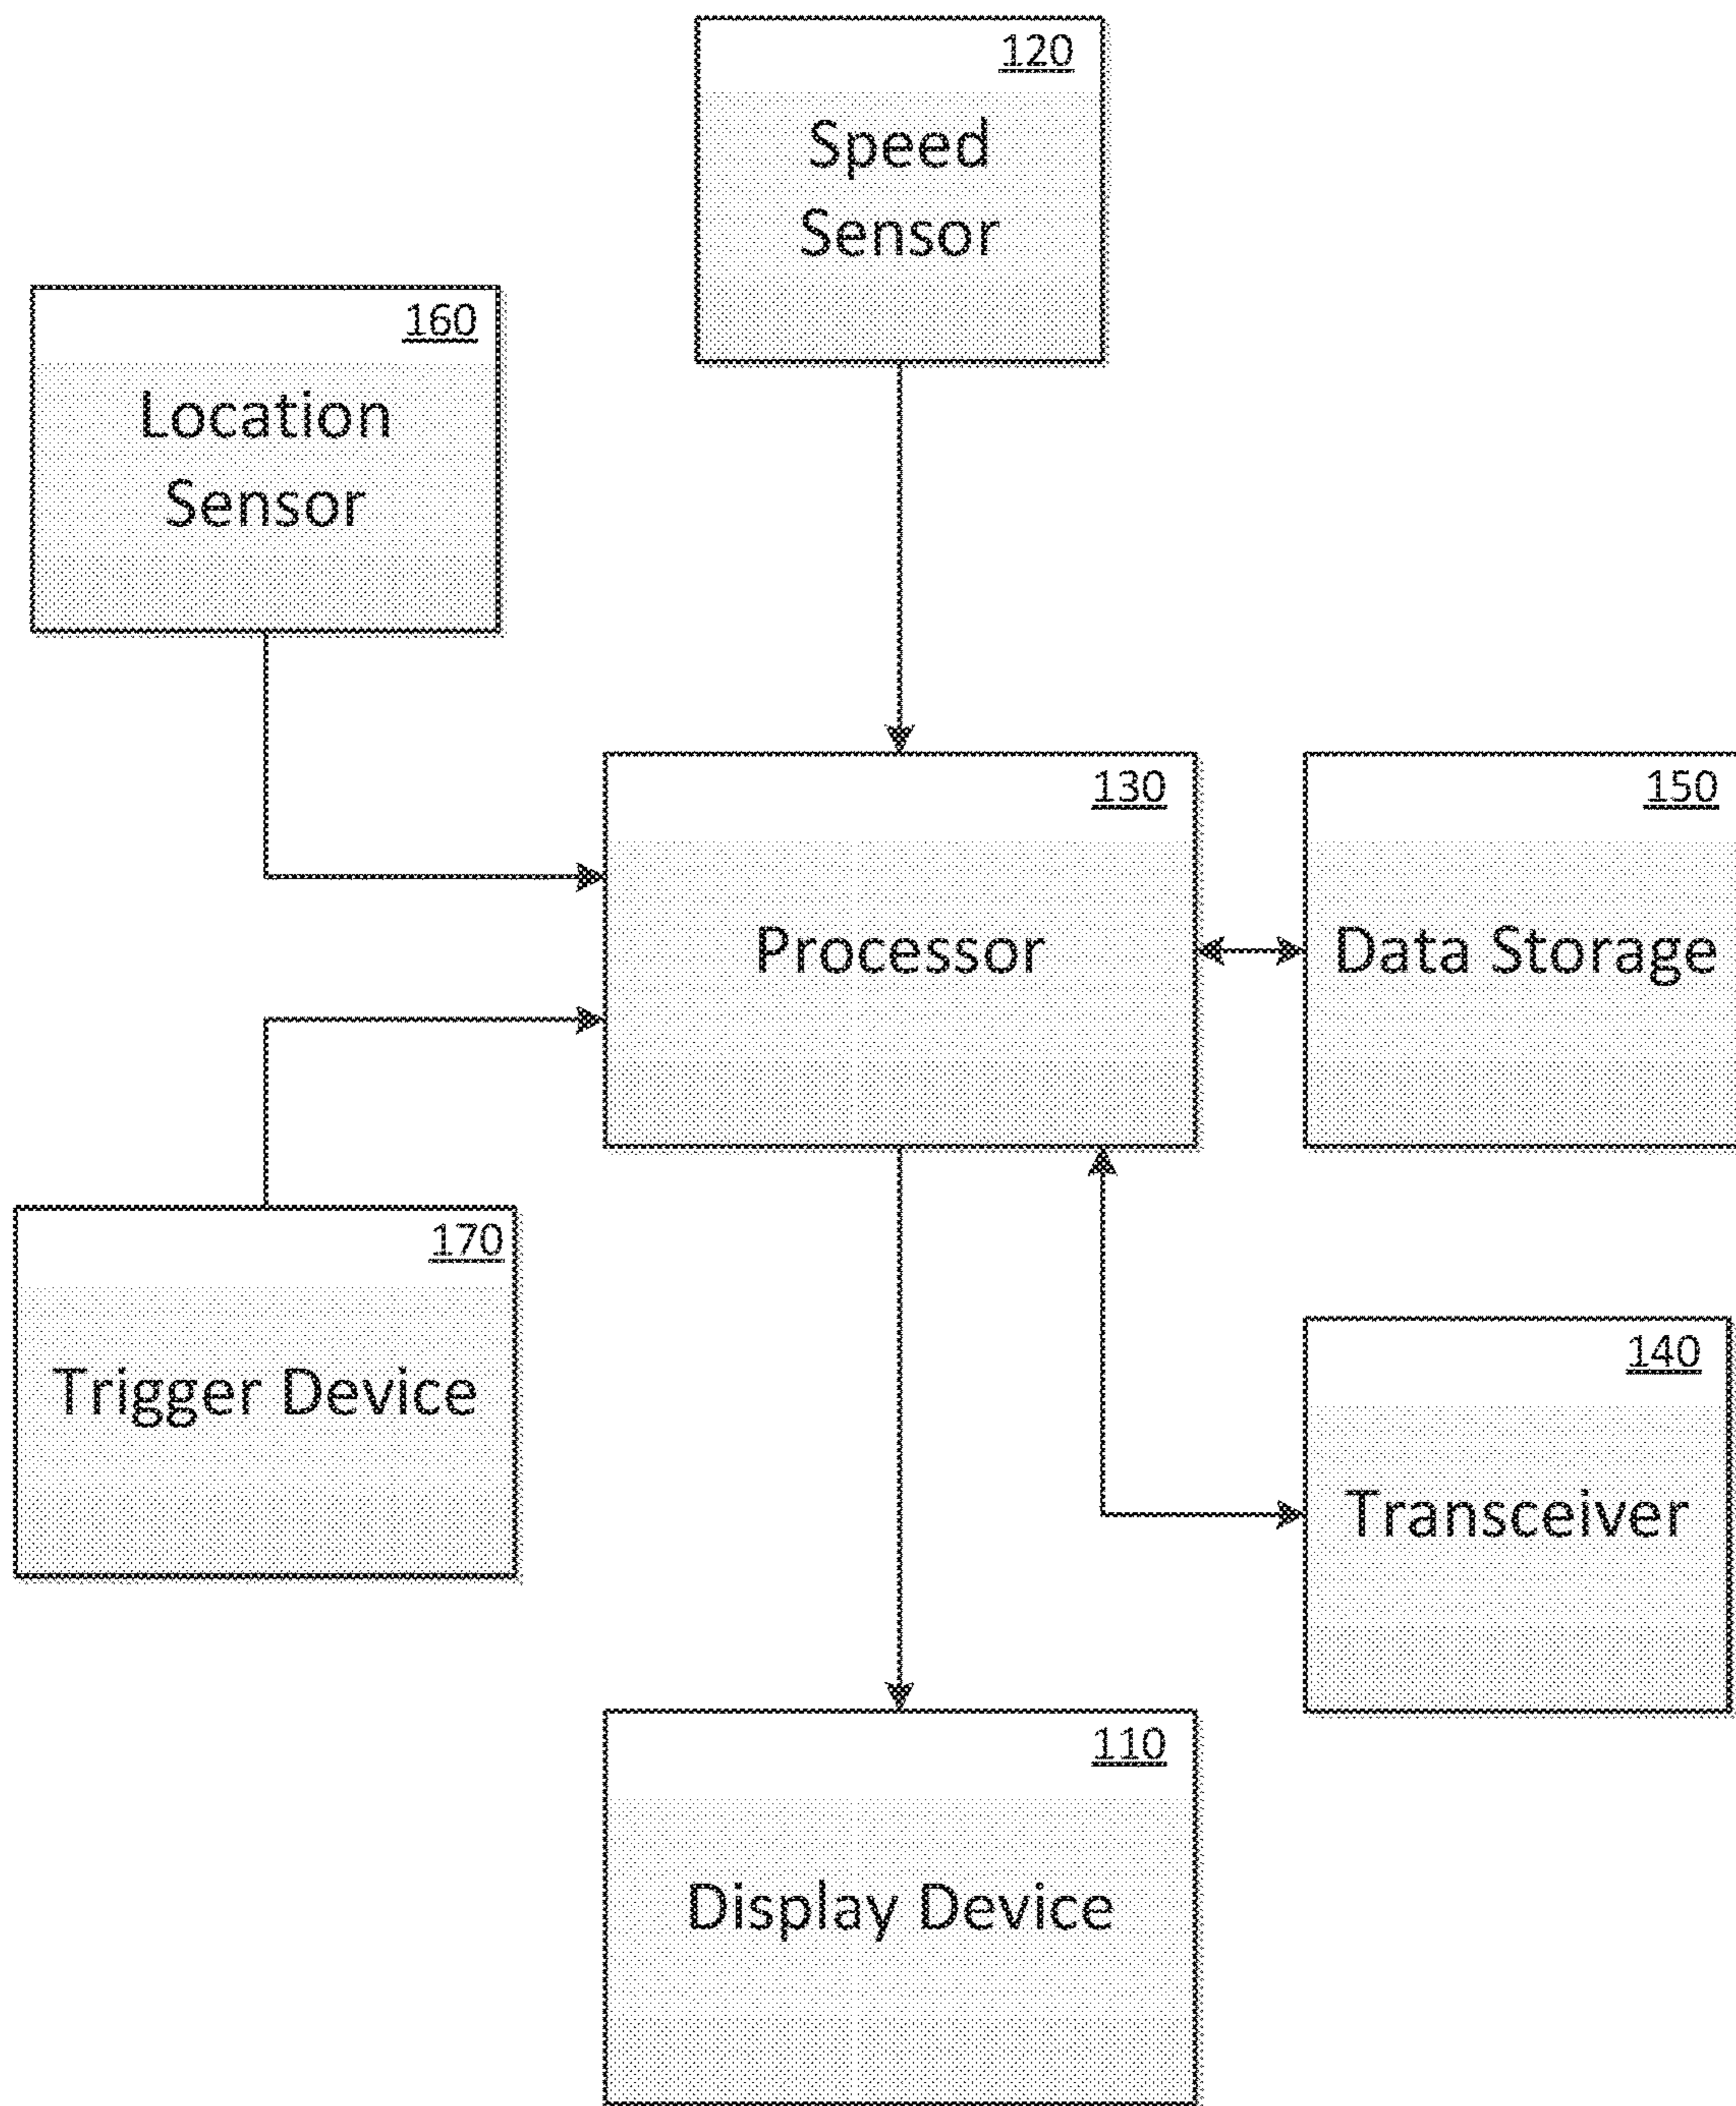 120
Speed
Sensor
160
Location
Sensor
130
Processor
150
Data Storage
170
Trigger Device
140
Transceiver
110
Display Device